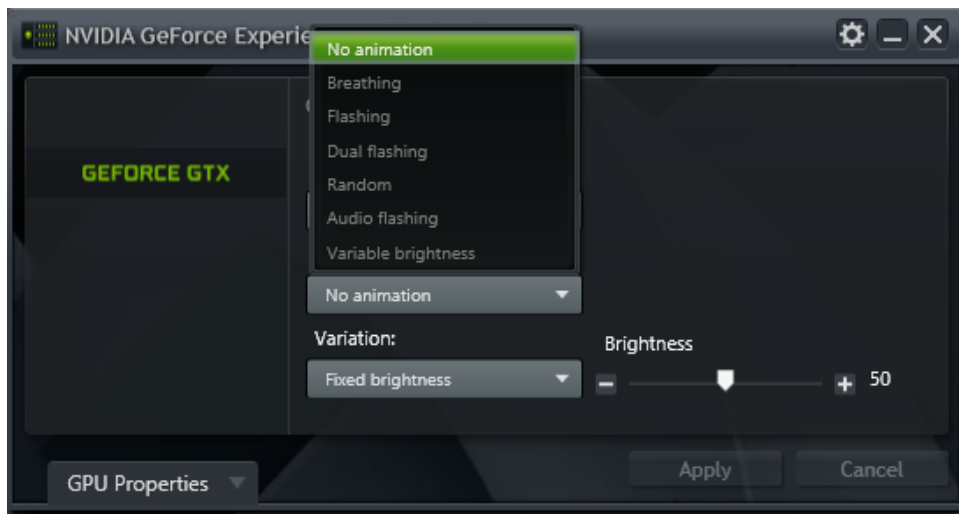 NVIDIA GeForce Experie
No animation
Breathing
Flashing
Dual flashing
Random
Audio flashing
Variable brightness
GEFORCE GTX
No animation
Variation:
Fixed brightness
Brightness
50
GPU Properties
Apply
Cancel